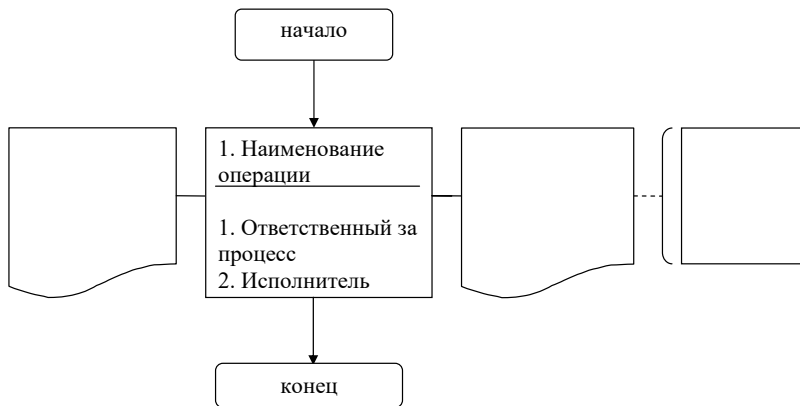 начало
1. Наименование
операции
1. Ответственный за
процесс
2. Исполнитель
конец